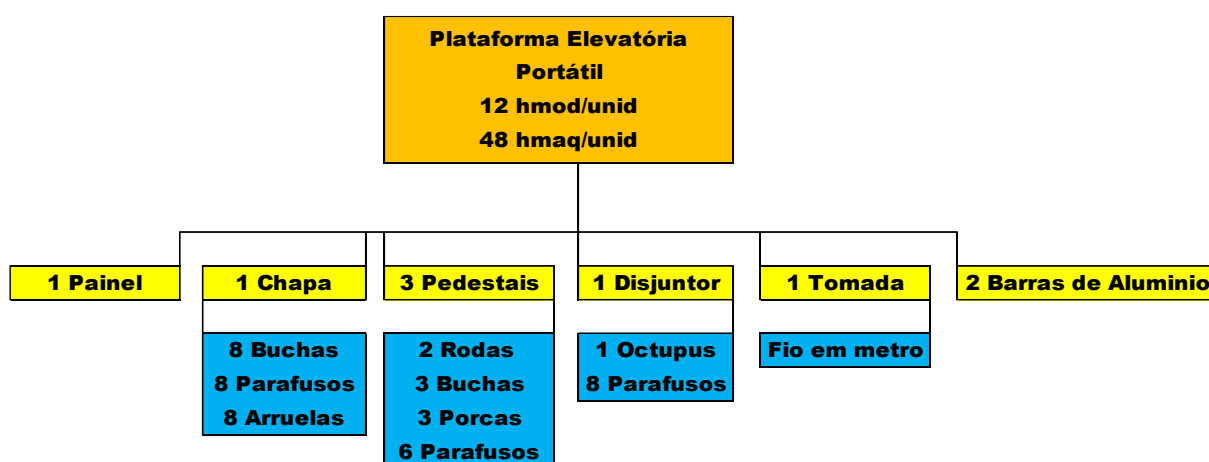 Plataforma Elevatória
Portátil
12 hmod/unid
48 hmaq/unid
1 Painel
1 Chapa
3 Pedestais
1 Disjuntor
1 Tomada
2 Barras de Aluminio
8 Buchas
8 Parafusos
8 Arruelas
2 Rodas
3 Buchas
3 Porcas
6 Parafusos
1 Octupus
8 Parafusos
Fio em metro